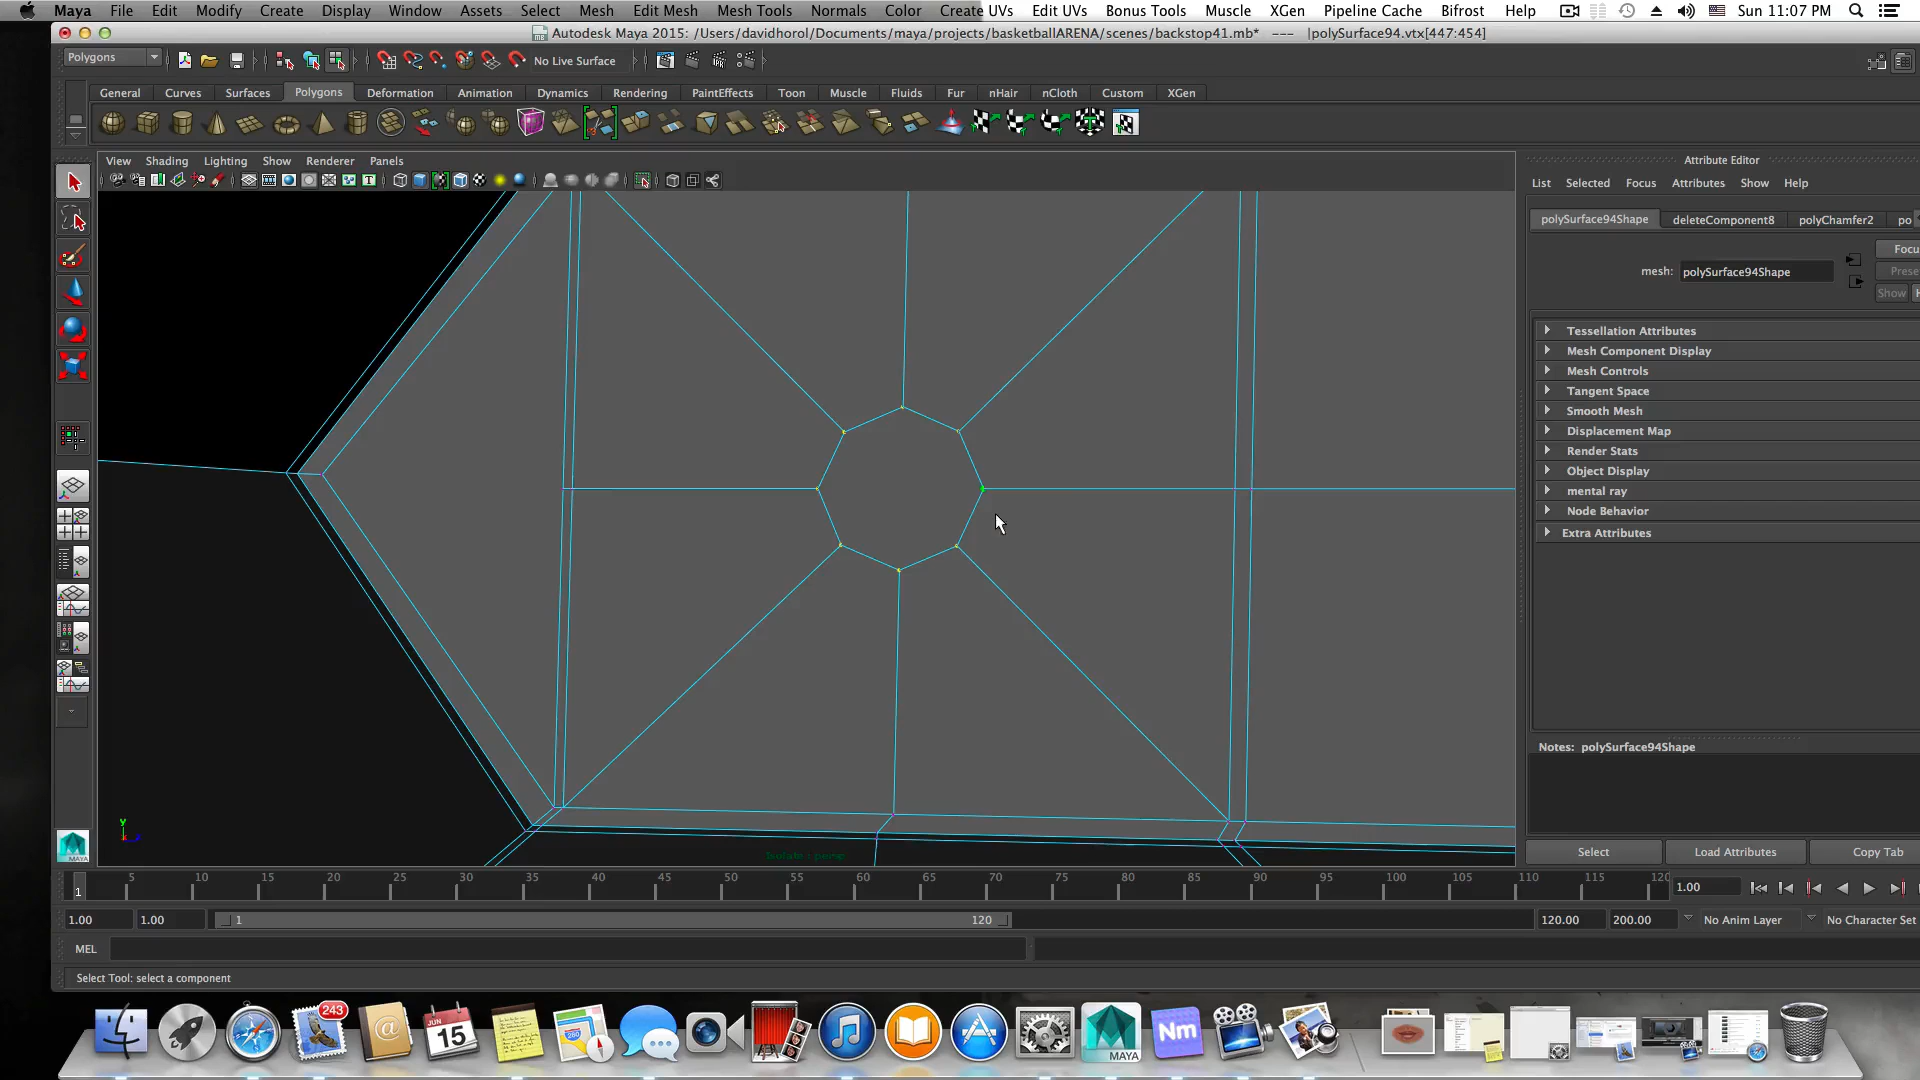 Maya File Edit Modify Create Display Window Assets Select Mesh Edit Mesh Mesh Tools Normals Color Create UVs Edit UVs Bonus Tools Muscle XGen Pipeline Cache Bifrost Help Sun 11:07 PM
Autodesk Maya 2015: /Users/davidhorol/Documents/maya/projects/basketballARENA/scenes/backstop41.mb* --- |polySurface94.vtx[447:454]
Polygons No Live Surface
General Curves Surfaces Polygons Deformation Animation Dynamics Rendering PaintEffects Toon Muscle Fluids Fur nHair nCloth Custom XGen
View Shading Lighting Show Renderer Panels
Attribute Editor
List Selected Focus Attributes Show Help
polySurface94Shape deleteComponent8 polyChamfer2 po
Focu
mesh: polySurface94Shape
Prese
Show H
Tessellation Attributes
Mesh Component Display
Mesh Controls
Tangent Space
Smooth Mesh
Displacement Map
Render Stats
Object Display
mental ray
Node Behavior
Extra Attributes
Notes: polySurface94Shape
y
Select Load Attributes Copy Tab
1 5 10 15 20 25 30 35 40 45 50 55 60 65 70 75 80 85 90 95 100 105 110 115 120 1.00
1.00 1.00 1 120 120.00 200.00 No Anim Layer No Character Set
MEL
Select Tool: select a component
243
JUN
15
280
MAYA
Nm